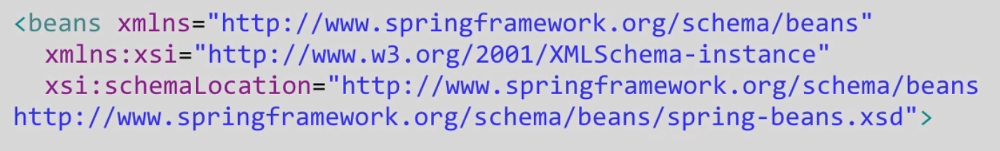 <beans xmlns="http://www.springframework.org/schema/beans"
xmlns:xsi="http://www.w3.org/2001/XMLSchema-instance"
xsi:schemaLocation="http://www.springframework.org/schema/beans
http://www.springframework.org/schema/beans/spring-beans.xsd">